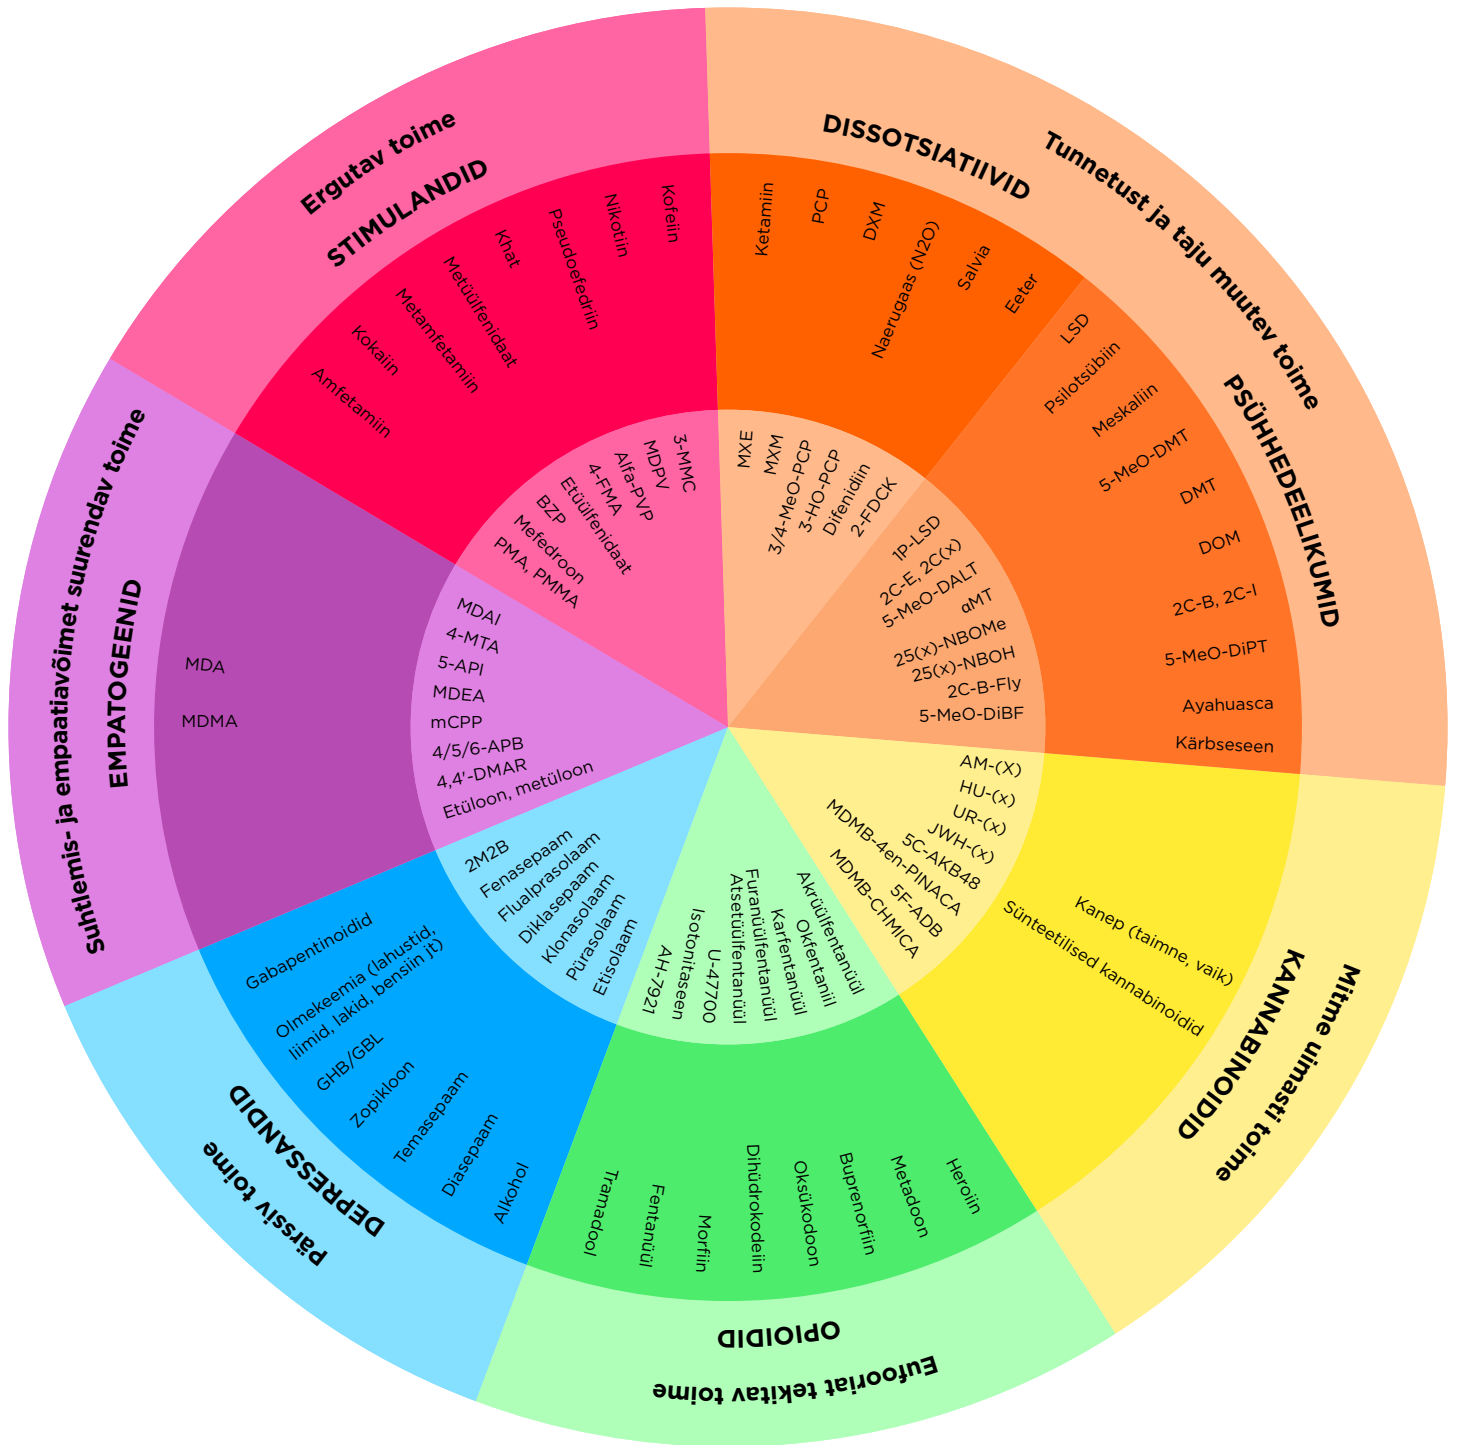 Ergutav toime
STIMULANDID
Amfetamiin
Kokaiin
Metamfetamiin
Metüülfenidaat
Khat
Pseudoefedriin
Nikotiin
Kofeiin
PMA, PMMA
Mefedroon
BZP
Etüülfenidaat
4-FMA
Alfa-PVP
MDPV
3-MMC
Tunnetust ja taju muutev toime
DISSOTSIATIIVID
Ketamiin
PCP
DXM
Naerugaas (N2O)
Salvia
Eeter
MXE
MXM
3/4-MeO-PCP
3-HO-PCP
Difenidiin
2-FDCK
PSÜHHEDEELIKUMID
LSD
Psilotsübiin
Meskaliin
5-MeO-DMT
DMT
DOM
2C-B, 2C-I
5-MeO-DiPT
Ayahuasca
Kärbseseen
1P-LSD
2C-E, 2C(x)
5-MeO-DALT
αMT
25(x)-NBOMe
25(x)-NBOH
2C-B-Fly
5-MeO-DiBF
Mitme uimasti toime
KANNABINOIDID
Kanep (taimne, vaik)
Sünteetilised kannabinoidid
AM-(X)
HU-(x)
UR-(x)
JWH-(x)
5C-AKB48
MDMB-4en-PINACA
5F-ADB
MDMB-CHMICA
Eufooriat tekitav toime
OPIOIDID
Heroiin
Metadoon
Buprenorfiin
Oksükodoon
Dihüdrokodeiin
Morfiin
Fentanüül
Tramadool
Akrüülfentanüül
Okfentaniil
Karfentanüül
Furanüülfentanüül
Atsetüülfentanüül
U-47700
Isotonitaseen
AH-7921
Pärssiv toime
DEPRESSANDID
Alkohol
Diasepaam
Temasepaam
Zopikloon
GHB/GBL
Olmekeemia (lahustid,
liimid, lakid, bensiin jt)
Gabapentinoidid
2M2B
Fenasepaam
Flualprasolaam
Diklasepaam
Klonasolaam
Pürasolaam
Etisolaam
Suhtlemis- ja empaatiavõimet suurendav toime
EMPATOGEENID
MDA
MDMA
MDAI
4-MTA
5-API
MDEA
mCPP
4/5/6-APB
4,4'-DMAR
Etüloon, metüloon